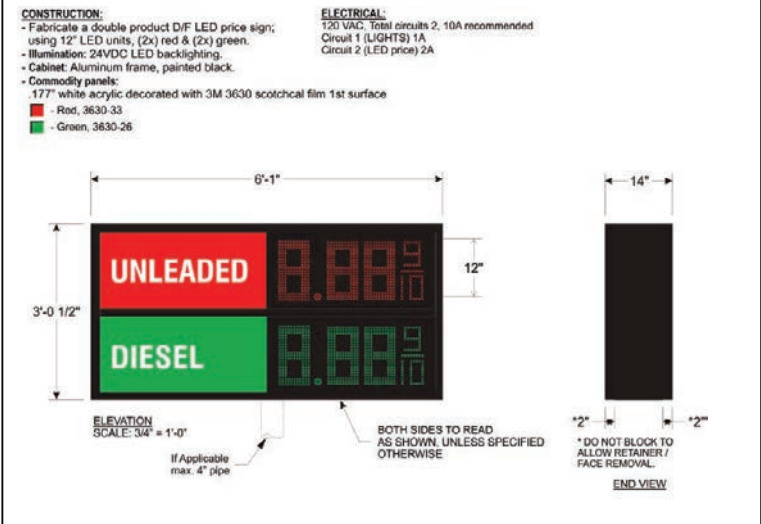 CONSTRUCTION:
- Fabricate a double product D/F LED price sign;
using 12" LED units, (2x) red & (2x) green.
- Illumination: 24VDC LED backlighting.
- Cabinet: Aluminum frame, painted black.
- Commodity panels:
.177" white acrylic decorated with 3M 3630 scotchcal film 1st surface
- Red, 3630-33
- Green, 3630-26
ELECTRICAL:
120 VAC, Total circuits 2, 10A recommended
Circuit 1 (LIGHTS) 1A
Circuit 2 (LED price) 2A
6'-1"
14"
UNLEADED 8.88 9/10
12"
3'-0 1/2"
DIESEL 8.88 9/10
ELEVATION
SCALE: 3/4" = 1'-0"
If Applicable
max. 4" pipe
BOTH SIDES TO READ
AS SHOWN, UNLESS SPECIFIED
OTHERWISE
*2" *2"
* DO NOT BLOCK TO
ALLOW RETAINER /
FACE REMOVAL.
END VIEW